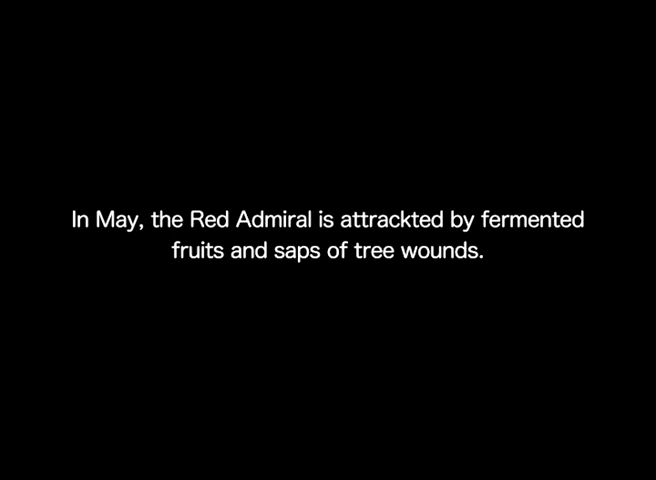 In May, the Red Admiral is attrackted by fermented
fruits and saps of tree wounds.